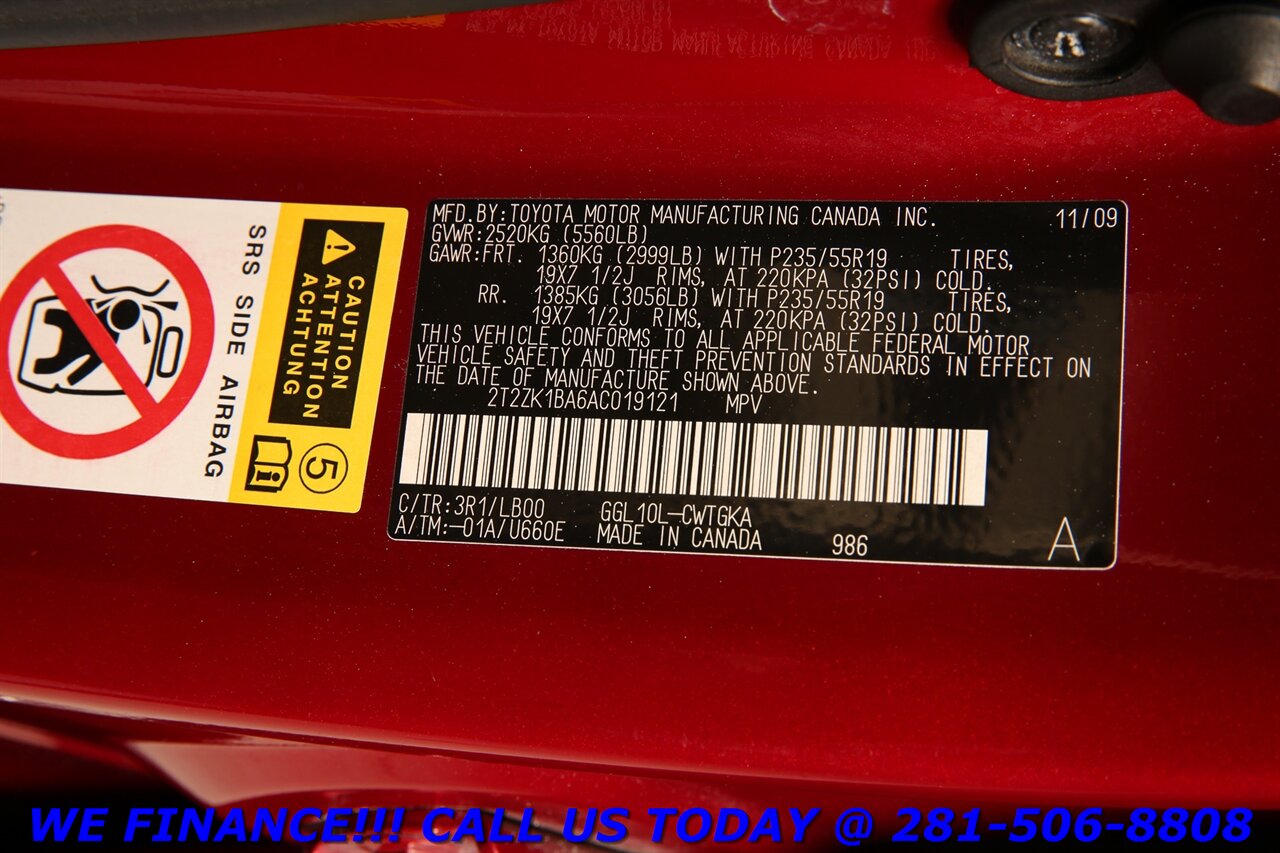 MFD.BY:TOYOTA MOTOR MANUFACTURING CANADA INC. 11/09
GVWR:2520KG (5560LB)
GAWR:FRT. 1360KG (2999LB) WITH P235/55R19 TIRES,
19X7 1/2J RIMS, AT 220KPA (32PSI) COLD.
RR. 1385KG (3056LB) WITH P235/55R19 TIRES,
19X7 1/2J RIMS, AT 220KPA (32PSI) COLD.
THIS VEHICLE CONFORMS TO ALL APPLICABLE FEDERAL MOTOR
VEHICLE SAFETY AND THEFT PREVENTION STANDARDS IN EFFECT ON
THE DATE OF MANUFACTURE SHOWN ABOVE.
2T2ZK1BA6AC019121 MPV
C/TR:3R1/LB00 GGL10L-CWTGKA
A/TM:-01A/U660E MADE IN CANADA 986 A
CAUTION
ATTENTION
ACHTUNG
5
SRS SIDE AIRBAG
WE FINANCE!!! CALL US TODAY @ 281-506-8808